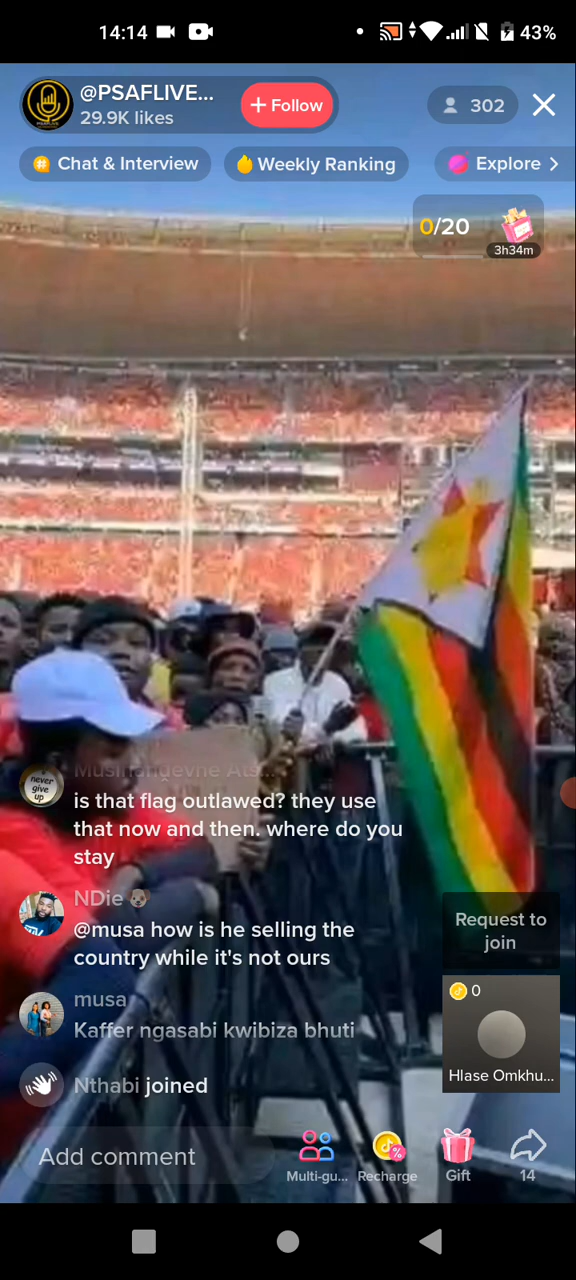 14:14
43%
@PSAFLIVE...
29.9K likes
+ Follow
302
Chat & Interview
Weekly Ranking
Explore >
0/20
3h34m
never give up
is that flag outlawed? they use
that now and then. where do you
stay
NDie
@musa how is he selling the
country while it's not ours
musa
Kaffer ngasabi kwibiza bhuti
Nthabi joined
Request to
join
0
Hlase Omkhu...
Add comment
Multi-gu...
Recharge
Gift
14